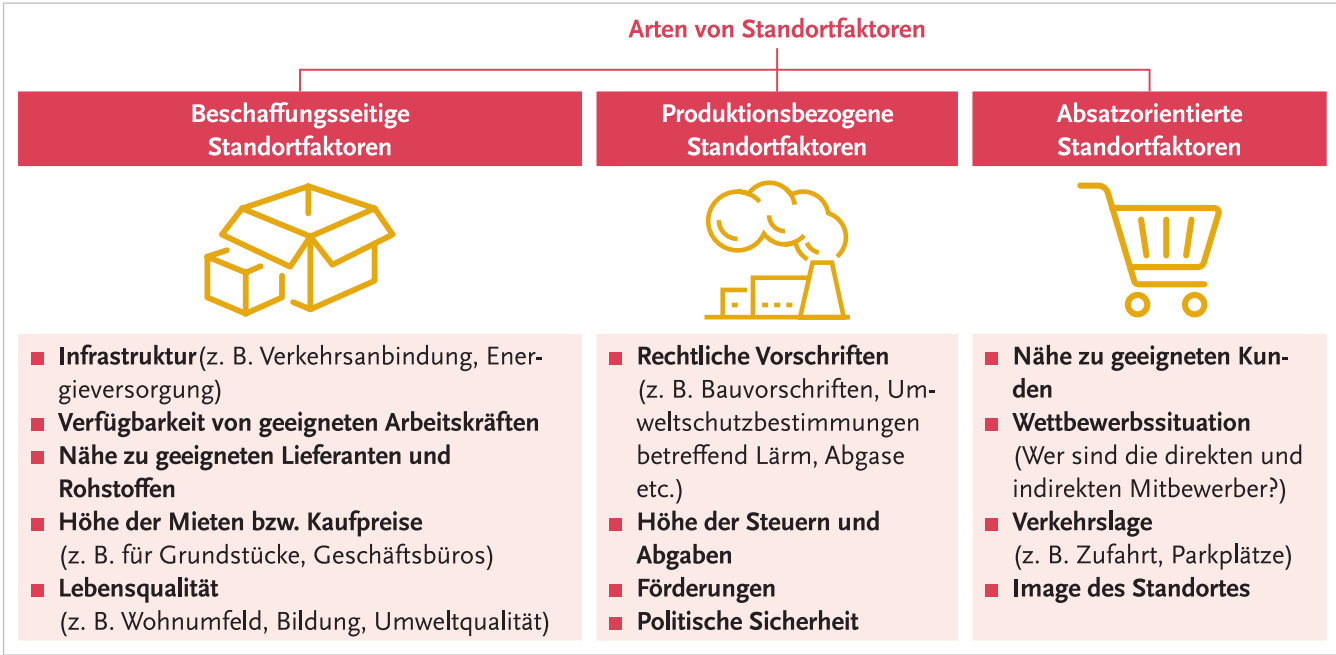 Arten von Standortfaktoren
Beschaffungsseitige
Standortfaktoren
Produktionsbezogene
Standortfaktoren
Absatzorientierte
Standortfaktoren
■ Infrastruktur(z. B. Verkehrsanbindung, Ener-
gieversorgung)
■ Verfügbarkeit von geeigneten Arbeitskräften
■ Nähe zu geeigneten Lieferanten und
Rohstoffen
■ Höhe der Mieten bzw. Kaufpreise
(z. B. für Grundstücke, Geschäftsbüros)
■ Lebensqualität
(z. B. Wohnumfeld, Bildung, Umweltqualität)
■ Rechtliche Vorschriften
(z. B. Bauvorschriften, Um-
weltschutzbestimmungen
betreffend Lärm, Abgase
etc.)
■ Höhe der Steuern und
Abgaben
■ Förderungen
■ Politische Sicherheit
■ Nähe zu geeigneten Kun-
den
■ Wettbewerbssituation
(Wer sind die direkten und
indirekten Mitbewerber?)
■ Verkehrslage
(z. B. Zufahrt, Parkplätze)
■ Image des Standortes